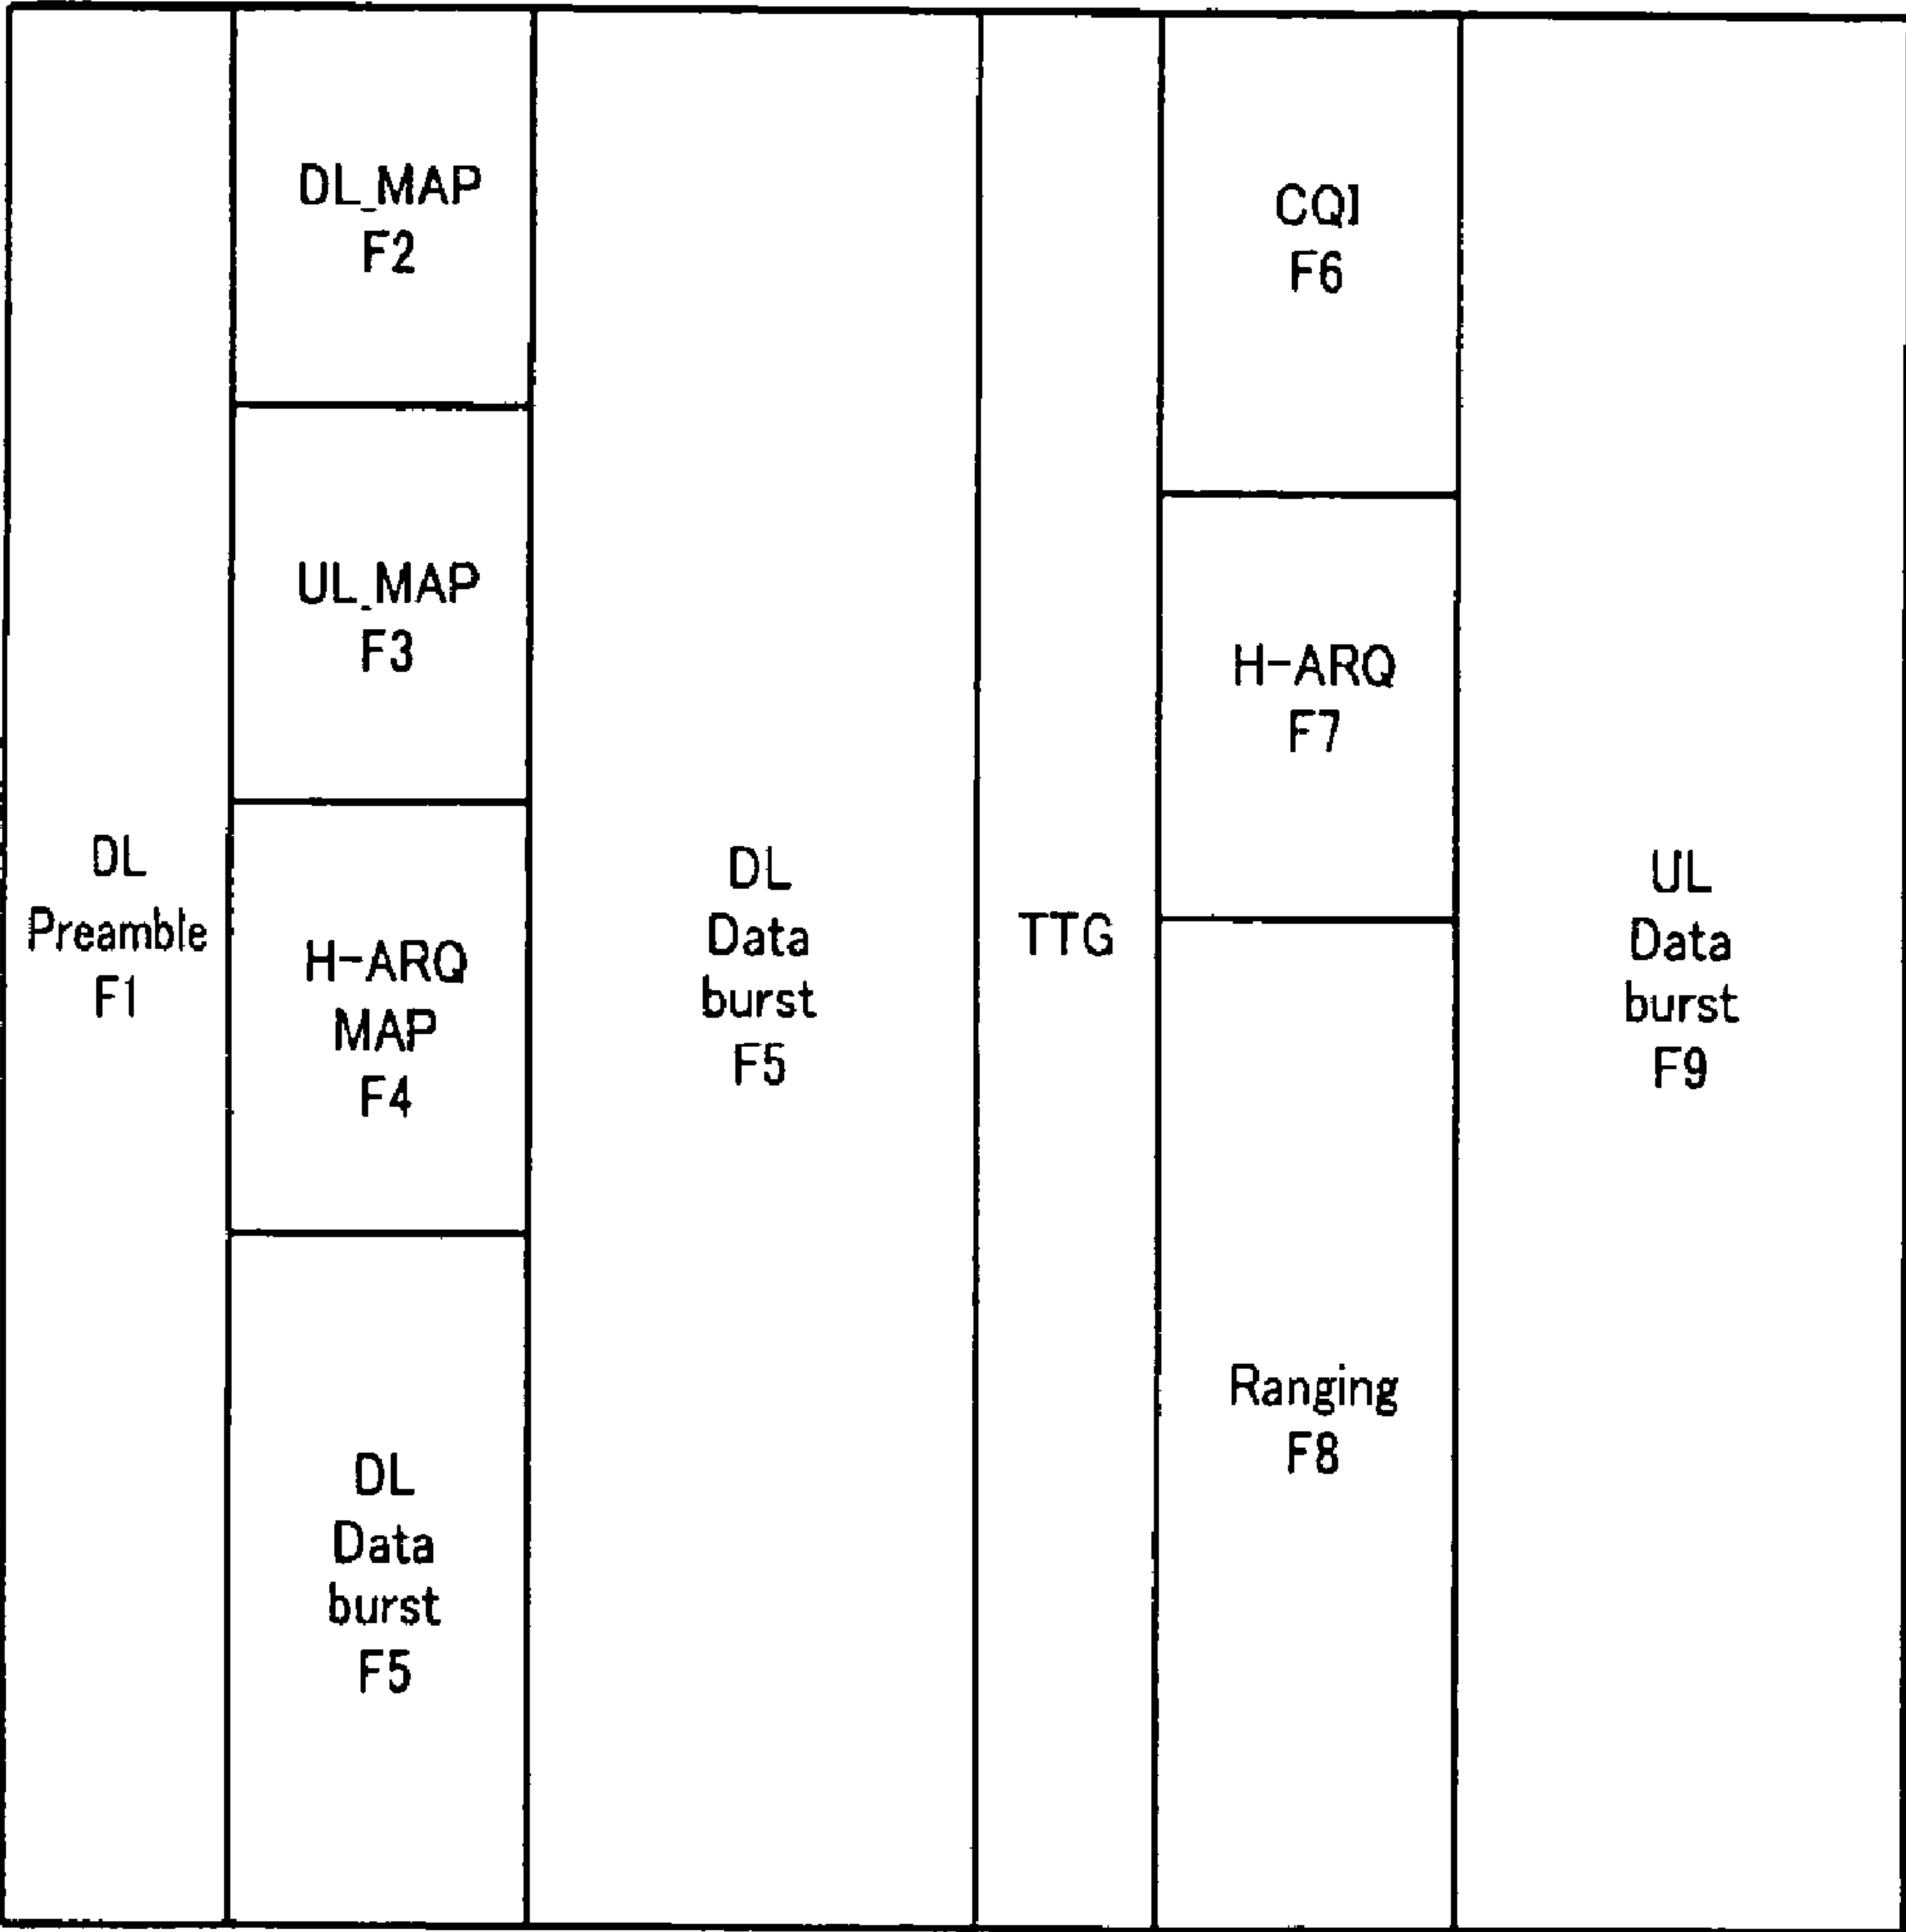 DL
Preamble
F1
DL_MAP
F2
UL_MAP
F3
H-ARQ
MAP
F4
DL
Data
burst
F5
DL
Data
burst
F5
TTG
CQI
F6
H-ARQ
F7
Ranging
F8
UL
Data
burst
F9